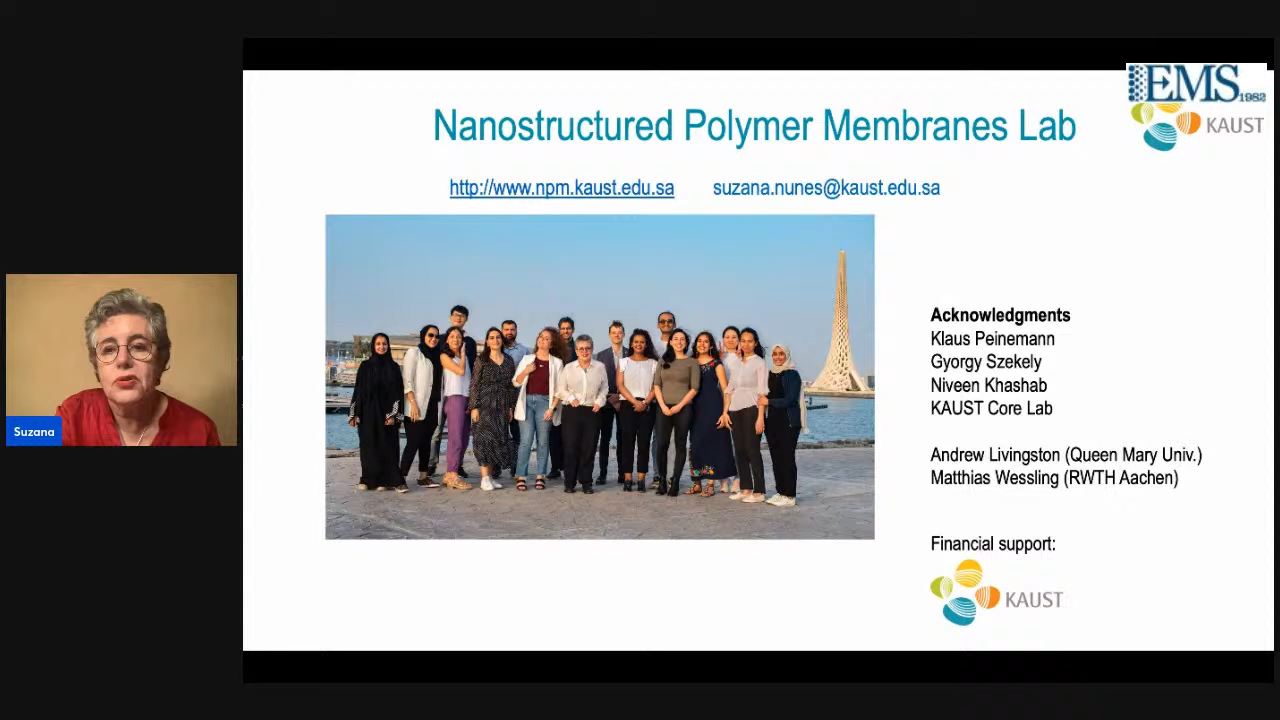 EMS 1982
KAUST
Nanostructured Polymer Membranes Lab
http://www.npm.kaust.edu.sa suzana.nunes@kaust.edu.sa
Acknowledgments
Klaus Peinemann
Gyorgy Szekely
Niveen Khashab
KAUST Core Lab
Andrew Livingston (Queen Mary Univ.)
Matthias Wessling (RWTH Aachen)
Financial support:
KAUST
Suzana